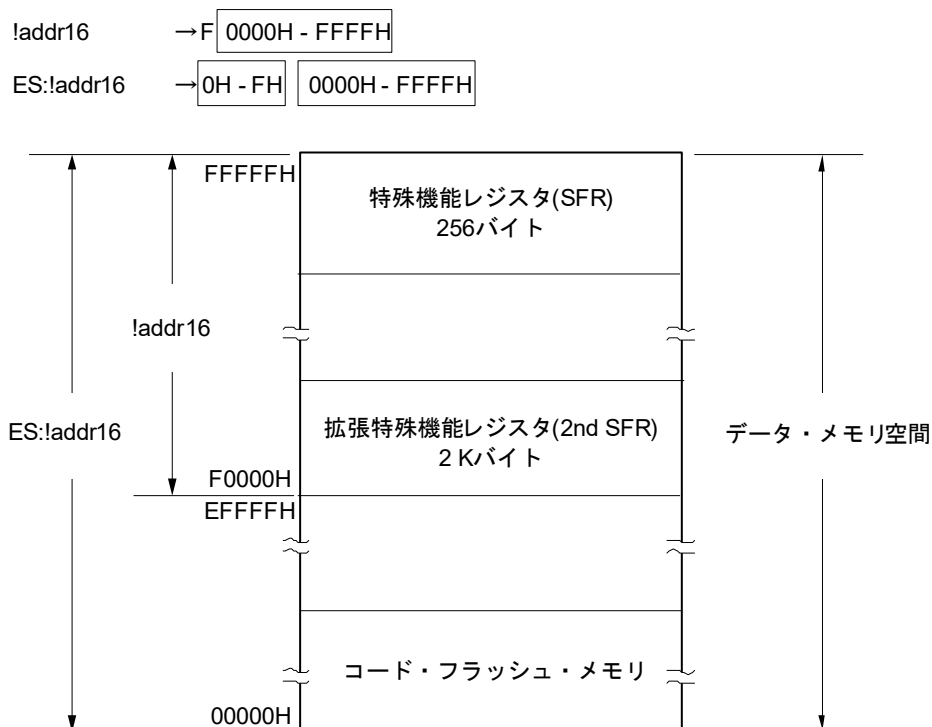 !addr16 →F 0000H - FFFFH
ES:!addr16 →0H - FH 0000H - FFFFH
FFFFFH
特殊機能レジスタ(SFR)
256バイト
!addr16
ES:!addr16
拡張特殊機能レジスタ(2nd SFR)
2 Kバイト
データ・メモリ空間
F0000H
EFFFFH
コード・フラッシュ・メモリ
00000H